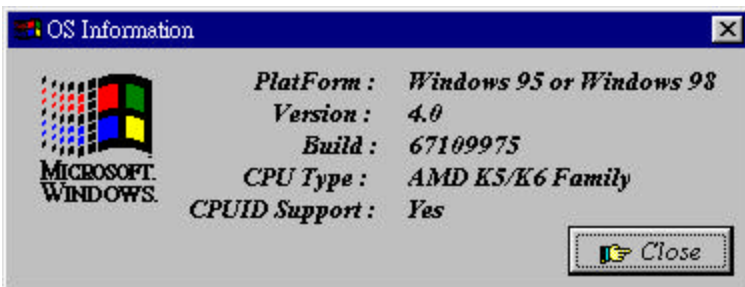 OS Information
PlatForm : Windows 95 or Windows 98
Version : 4.0
Build : 67109975
CPU Type : AMD K5/K6 Family
CPUID Support : Yes
MICROSOFT.
WINDOWS.
Close